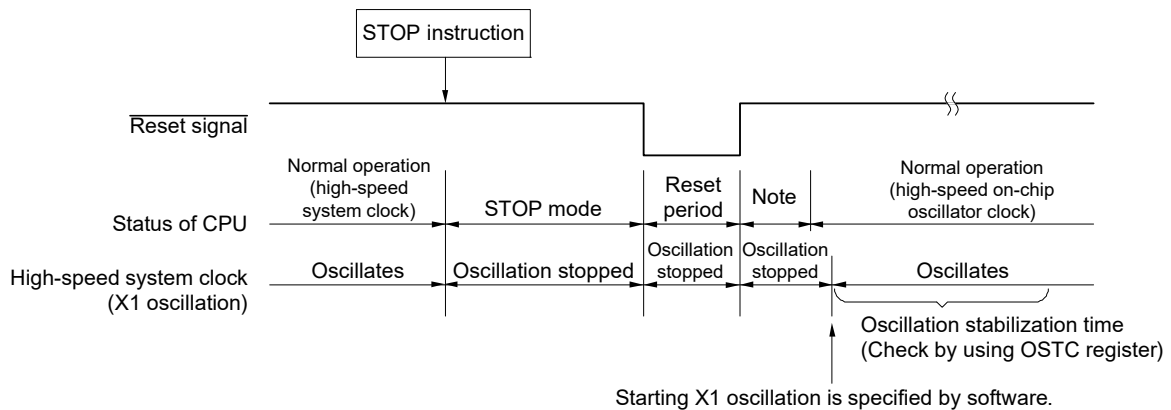 STOP instruction
Reset signal
Status of CPU
Normal operation
(high-speed
system clock)
STOP mode
Reset
period
Note
Normal operation
(high-speed on-chip
oscillator clock)
High-speed system clock
(X1 oscillation)
Oscillates
Oscillation stopped
Oscillation
stopped
Oscillation
stopped
Oscillates
Oscillation stabilization time
(Check by using OSTC register)
Starting X1 oscillation is specified by software.